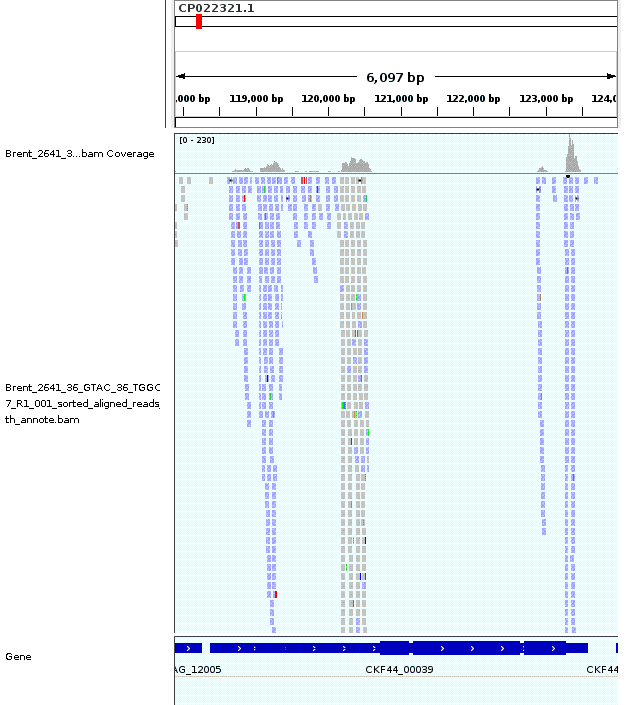 CP022321.1
6,097 bp
,000 bp 119,000 bp 120,000 bp 121,000 bp 122,000 bp 123,000 bp 124,0
[0 - 230]
Brent_2641_3...bam Coverage
Brent_2641_36_GTAC_36_TGGC
7_R1_001_sorted_aligned_reads_
th_annote.bam
Gene
AG_12005 CKF44_00039 CKF44